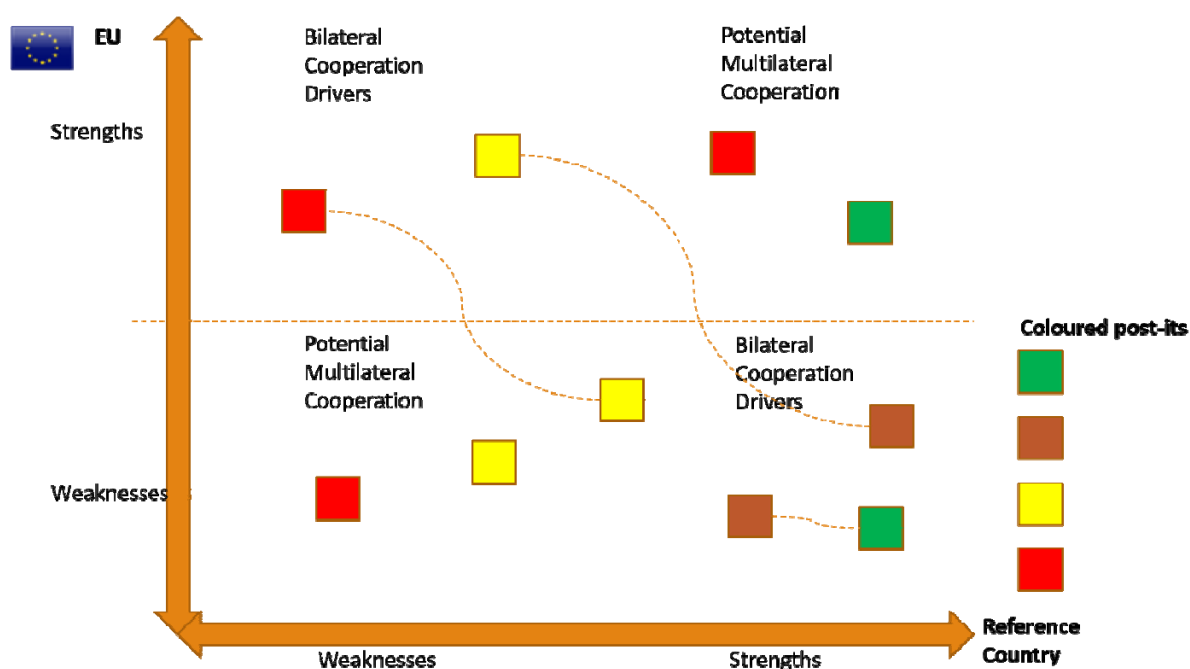 EU
Bilateral
Cooperation
Drivers
Potential
Multilateral
Cooperation
Strengths
Potential
Multilateral
Cooperation
Bilateral
Cooperation
Drivers
Coloured post-its
Weaknesses
Weaknesses
Strengths
Reference
Country